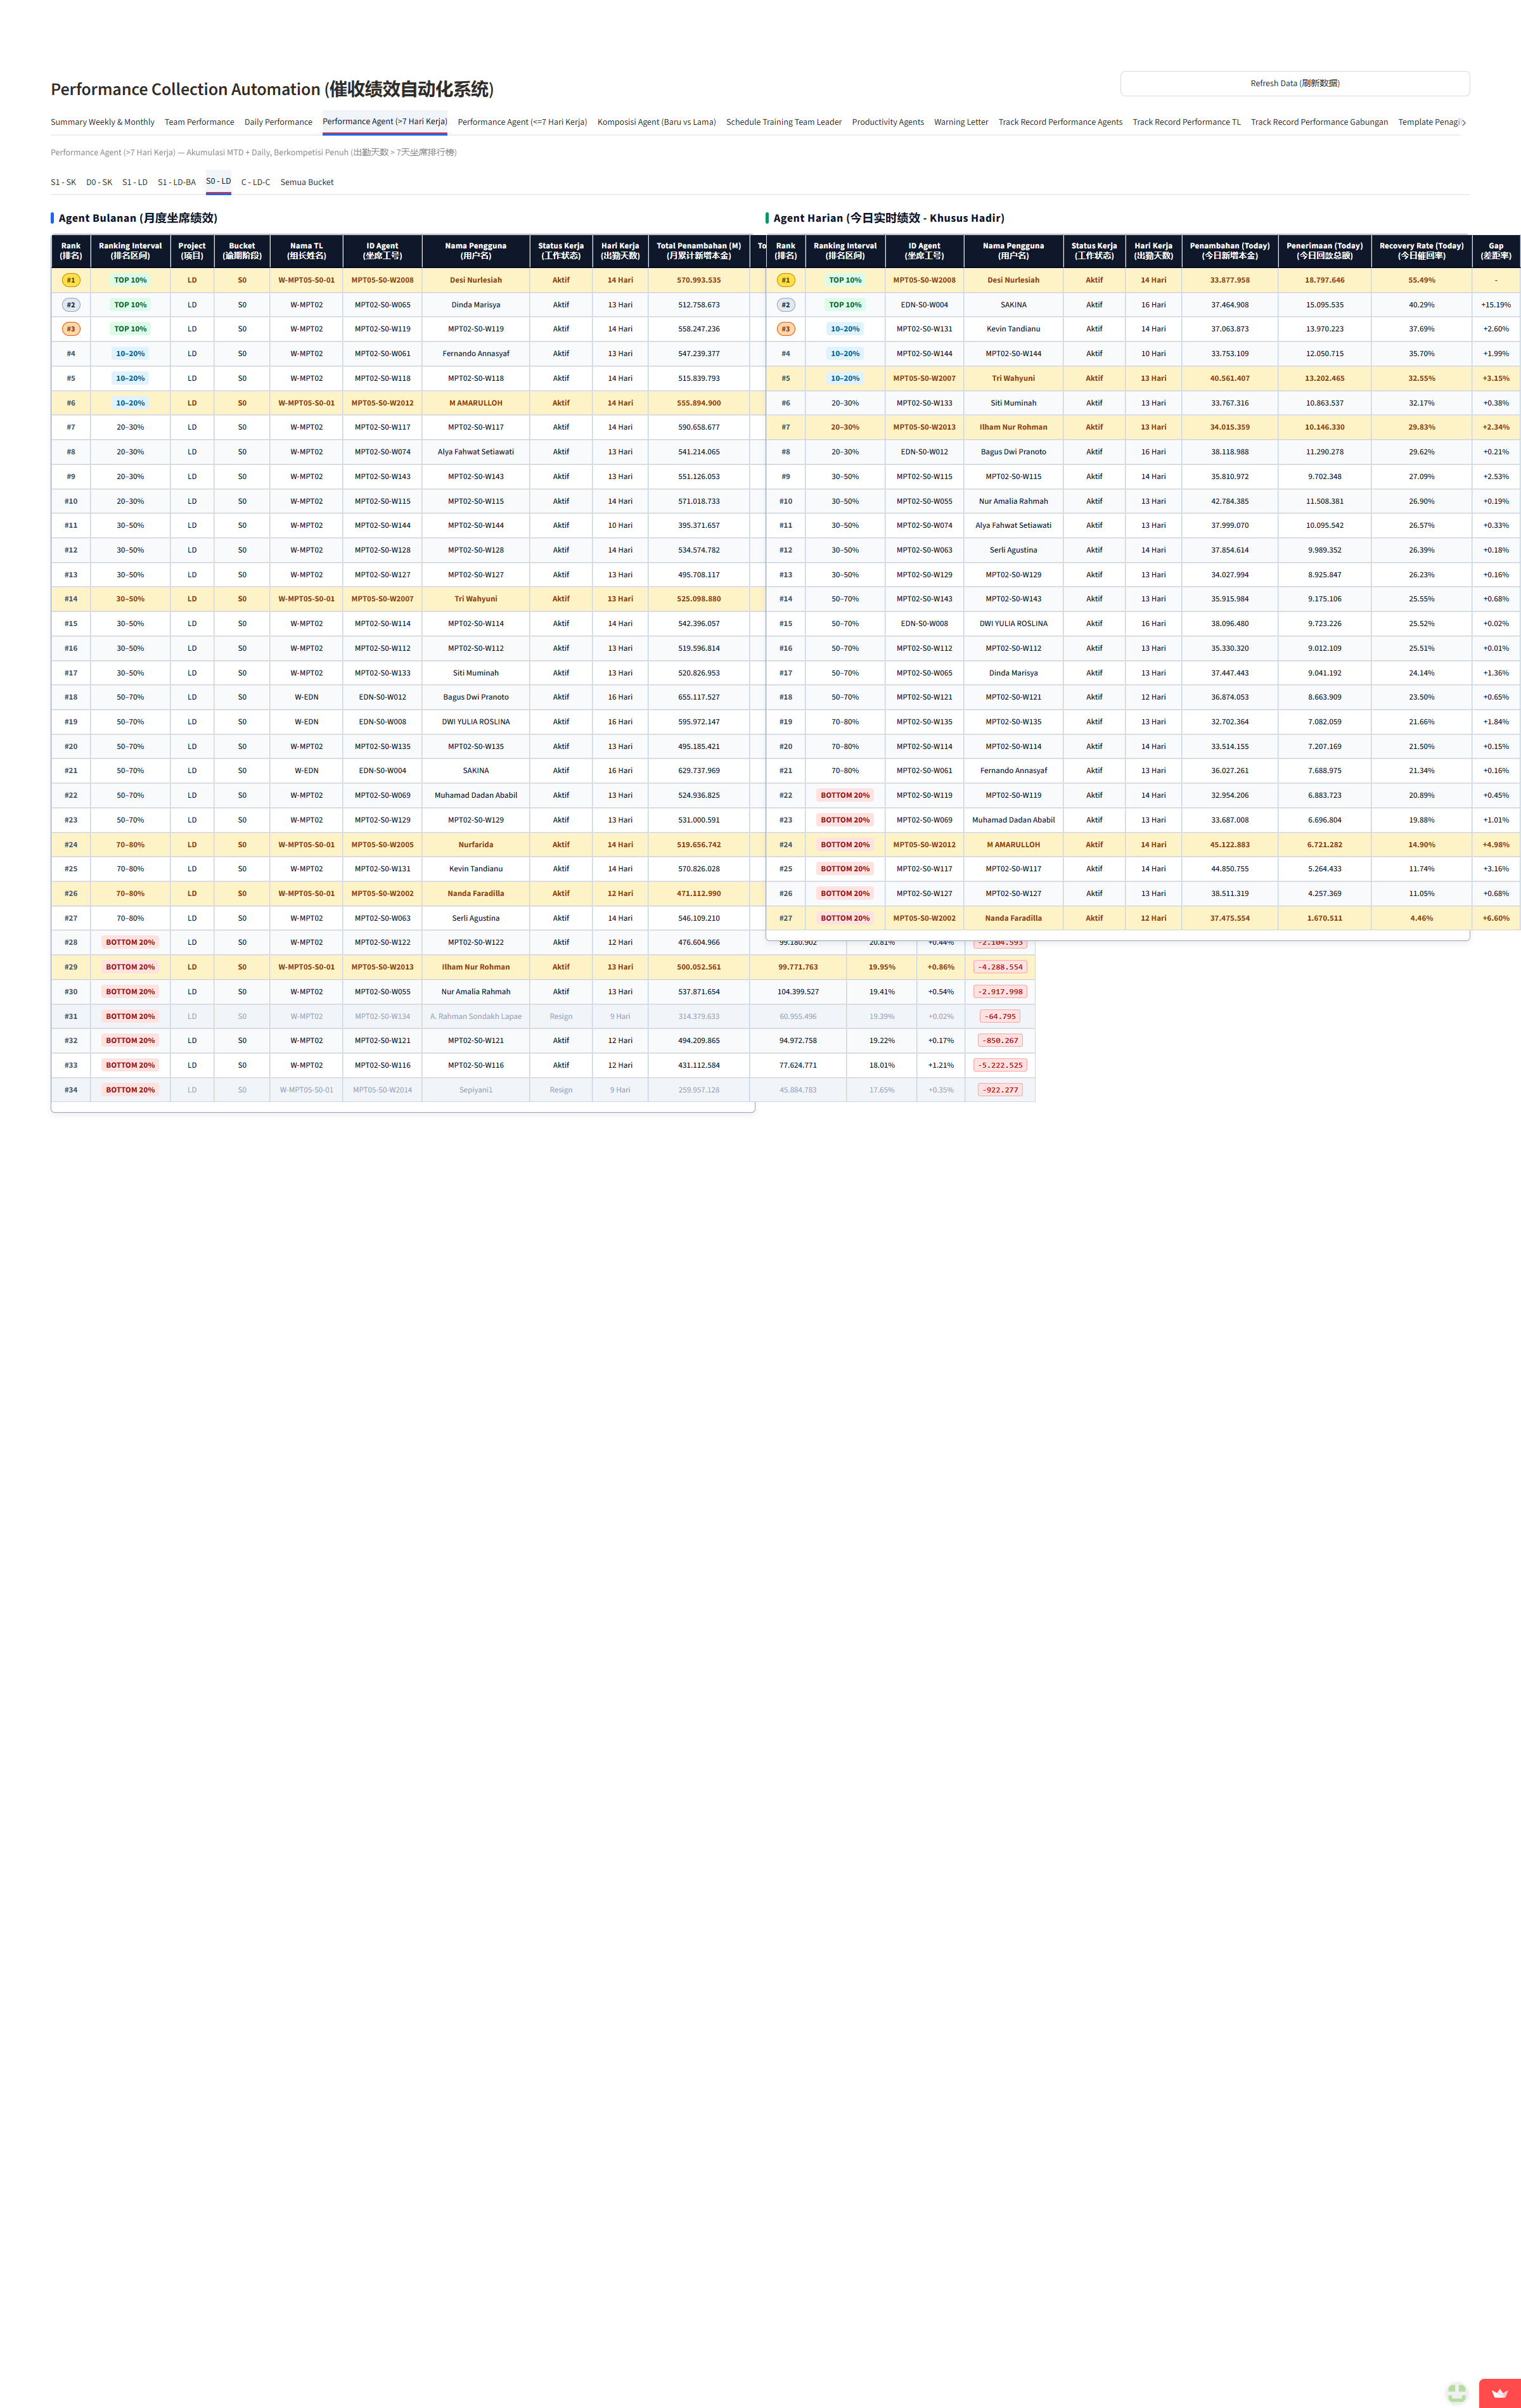 Performance Collection Automation (催收绩效自动化系统)
Refresh Data (刷新数据)
Summary Weekly & Monthly Team Performance Daily Performance Performance Agent (>7 Hari Kerja) Performance Agent (<=7 Hari Kerja) Komposisi Agent (Baru vs Lama) Schedule Training Team Leader Productivity Agents Warning Letter Track Record Performance Agents Track Record Performance TL Track Record Performance Gabungan Template Penagi
Performance Agent (>7 Hari Kerja) — Akumulasi MTD + Daily, Berkompetisi Penuh (出勤天数 > 7天坐席排行榜)
S1 - SK D0 - SK S1 - LD S1 - LD-BA S0 - LD C - LD-C Semua Bucket
Agent Bulanan (月度坐席绩效)
Rank Ranking Interval Project Bucket Nama TL ID Agent Nama Pengguna Status Kerja Hari Kerja Total Penambahan (M) To
(排名) (排名区间) (项目) (逾期阶段) (组长姓名) (坐席工号) (用户名) (工作状态) (出勤天数) (月累计新增本金)
#1 TOP 10% LD S0 W-MPT05-S0-01 MPT05-S0-W2008 Desi Nurlesiah Aktif 14 Hari 570.993.535
#2 TOP 10% LD S0 W-MPT02 MPT02-S0-W065 Dinda Marisya Aktif 13 Hari 512.758.673
#3 TOP 10% LD S0 W-MPT02 MPT02-S0-W119 MPT02-S0-W119 Aktif 14 Hari 558.247.236
#4 10–20% LD S0 W-MPT02 MPT02-S0-W061 Fernando Annasyaf Aktif 13 Hari 547.239.377
#5 10–20% LD S0 W-MPT02 MPT02-S0-W118 MPT02-S0-W118 Aktif 14 Hari 515.839.793
#6 10–20% LD S0 W-MPT05-S0-01 MPT05-S0-W2012 M AMARULLOH Aktif 14 Hari 555.894.900
#7 20–30% LD S0 W-MPT02 MPT02-S0-W117 MPT02-S0-W117 Aktif 14 Hari 590.658.677
#8 20–30% LD S0 W-MPT02 MPT02-S0-W074 Alya Fahwat Setiawati Aktif 13 Hari 541.214.065
#9 20–30% LD S0 W-MPT02 MPT02-S0-W143 MPT02-S0-W143 Aktif 13 Hari 551.126.053
#10 20–30% LD S0 W-MPT02 MPT02-S0-W115 MPT02-S0-W115 Aktif 14 Hari 571.018.733
#11 30–50% LD S0 W-MPT02 MPT02-S0-W144 MPT02-S0-W144 Aktif 10 Hari 395.371.657
#12 30–50% LD S0 W-MPT02 MPT02-S0-W128 MPT02-S0-W128 Aktif 14 Hari 534.574.782
#13 30–50% LD S0 W-MPT02 MPT02-S0-W127 MPT02-S0-W127 Aktif 13 Hari 495.708.117
#14 30–50% LD S0 W-MPT05-S0-01 MPT05-S0-W2007 Tri Wahyuni Aktif 13 Hari 525.098.880
#15 30–50% LD S0 W-MPT02 MPT02-S0-W114 MPT02-S0-W114 Aktif 14 Hari 542.396.057
#16 30–50% LD S0 W-MPT02 MPT02-S0-W112 MPT02-S0-W112 Aktif 13 Hari 519.596.814
#17 30–50% LD S0 W-MPT02 MPT02-S0-W133 Siti Muminah Aktif 13 Hari 520.826.953
#18 50–70% LD S0 W-EDN EDN-S0-W012 Bagus Dwi Pranoto Aktif 16 Hari 655.117.527
#19 50–70% LD S0 W-EDN EDN-S0-W008 DWI YULIA ROSLINA Aktif 16 Hari 595.972.147
#20 50–70% LD S0 W-MPT02 MPT02-S0-W135 MPT02-S0-W135 Aktif 13 Hari 495.185.421
#21 50–70% LD S0 W-EDN EDN-S0-W004 SAKINA Aktif 16 Hari 629.737.969
#22 50–70% LD S0 W-MPT02 MPT02-S0-W069 Muhamad Dadan Ababil Aktif 13 Hari 524.936.825
#23 50–70% LD S0 W-MPT02 MPT02-S0-W129 MPT02-S0-W129 Aktif 13 Hari 531.000.591
#24 70–80% LD S0 W-MPT05-S0-01 MPT05-S0-W2005 Nurfarida Aktif 14 Hari 519.656.742
#25 70–80% LD S0 W-MPT02 MPT02-S0-W131 Kevin Tandianu Aktif 14 Hari 570.825.028
#26 70–80% LD S0 W-MPT05-S0-01 MPT05-S0-W2002 Nanda Faradilla Aktif 12 Hari 471.112.990
#27 70–80% LD S0 W-MPT02 MPT02-S0-W063 Serli Agustina Aktif 14 Hari 546.109.210
#28 BOTTOM 20% LD S0 W-MPT02 MPT02-S0-W122 MPT02-S0-W122 Aktif 12 Hari 476.604.966 99.180.902 20.81% +0.44% -2.104.593
#29 BOTTOM 20% LD S0 W-MPT05-S0-01 MPT05-S0-W2013 Ilham Nur Rohman Aktif 13 Hari 500.052.561 99.771.763 19.95% +0.86% -4.288.554
#30 BOTTOM 20% LD S0 W-MPT02 MPT02-S0-W055 Nur Amalia Rahmah Aktif 13 Hari 537.871.654 104.399.527 19.41% +0.54% -2.917.998
#31 BOTTOM 20% LD S0 W-MPT02 MPT02-S0-W134 A. Rahman Sondakh Lapae Resign 9 Hari 314.379.633 60.955.496 19.39% +0.02% -64.795
#32 BOTTOM 20% LD S0 W-MPT02 MPT02-S0-W121 MPT02-S0-W121 Aktif 12 Hari 494.209.865 94.972.758 19.22% +0.17% -850.267
#33 BOTTOM 20% LD S0 W-MPT02 MPT02-S0-W116 MPT02-S0-W116 Aktif 12 Hari 431.112.584 77.624.771 18.01% +1.21% -5.222.525
#34 BOTTOM 20% LD S0 W-MPT05-S0-01 MPT05-S0-W2014 Sepiyani1 Resign 9 Hari 259.957.128 45.884.783 17.65% +0.35% -922.277
Agent Harian (今日实时绩效 - Khusus Hadir)
Rank Ranking Interval ID Agent Nama Pengguna Status Kerja Hari Kerja Penambahan (Today) Penerimaan (Today) Recovery Rate (Today) Gap
(排名) (排名区间) (坐席工号) (用户名) (工作状态) (出勤天数) (今日新增本金) (今日回款总额) (今日催回率) (差距率)
#1 TOP 10% MPT05-S0-W2008 Desi Nurlesiah Aktif 14 Hari 33.877.958 18.797.646 55.49% -
#2 TOP 10% EDN-S0-W004 SAKINA Aktif 16 Hari 37.464.908 15.095.535 40.29% +15.19%
#3 10–20% MPT02-S0-W131 Kevin Tandianu Aktif 14 Hari 37.063.873 13.970.223 37.69% +2.60%
#4 10–20% MPT02-S0-W144 MPT02-S0-W144 Aktif 10 Hari 33.753.109 12.050.715 35.70% +1.99%
#5 10–20% MPT05-S0-W2007 Tri Wahyuni Aktif 13 Hari 40.561.407 13.202.465 32.55% +3.15%
#6 20–30% MPT02-S0-W133 Siti Muminah Aktif 13 Hari 33.767.316 10.863.537 32.17% +0.38%
#7 20–30% MPT05-S0-W2013 Ilham Nur Rohman Aktif 13 Hari 34.015.359 10.146.330 29.83% +2.34%
#8 20–30% EDN-S0-W012 Bagus Dwi Pranoto Aktif 16 Hari 38.118.988 11.290.278 29.62% +0.21%
#9 30–50% MPT02-S0-W115 MPT02-S0-W115 Aktif 14 Hari 35.810.972 9.702.348 27.09% +2.53%
#10 30–50% MPT02-S0-W055 Nur Amalia Rahmah Aktif 13 Hari 42.784.385 11.508.381 26.90% +0.19%
#11 30–50% MPT02-S0-W074 Alya Fahwat Setiawati Aktif 13 Hari 37.999.070 10.095.542 26.57% +0.33%
#12 30–50% MPT02-S0-W063 Serli Agustina Aktif 14 Hari 37.854.614 9.989.352 26.39% +0.18%
#13 30–50% MPT02-S0-W129 MPT02-S0-W129 Aktif 13 Hari 34.027.994 8.925.847 26.23% +0.16%
#14 50–70% MPT02-S0-W143 MPT02-S0-W143 Aktif 13 Hari 35.915.984 9.175.106 25.55% +0.68%
#15 50–70% EDN-S0-W008 DWI YULIA ROSLINA Aktif 16 Hari 38.096.480 9.723.226 25.52% +0.02%
#16 50–70% MPT02-S0-W112 MPT02-S0-W112 Aktif 13 Hari 35.330.320 9.012.109 25.51% +0.01%
#17 50–70% MPT02-S0-W065 Dinda Marisya Aktif 13 Hari 37.447.443 9.041.192 24.14% +1.36%
#18 50–70% MPT02-S0-W121 MPT02-S0-W121 Aktif 12 Hari 36.874.053 8.663.909 23.50% +0.65%
#19 70–80% MPT02-S0-W135 MPT02-S0-W135 Aktif 13 Hari 32.702.364 7.082.059 21.66% +1.84%
#20 70–80% MPT02-S0-W114 MPT02-S0-W114 Aktif 14 Hari 33.514.155 7.207.169 21.50% +0.15%
#21 70–80% MPT02-S0-W061 Fernando Annasyaf Aktif 13 Hari 36.027.261 7.688.975 21.34% +0.16%
#22 BOTTOM 20% MPT02-S0-W119 MPT02-S0-W119 Aktif 14 Hari 32.954.206 6.883.723 20.89% +0.45%
#23 BOTTOM 20% MPT02-S0-W069 Muhamad Dadan Ababil Aktif 13 Hari 33.687.008 6.696.804 19.88% +1.01%
#24 BOTTOM 20% MPT05-S0-W2012 M AMARULLOH Aktif 14 Hari 45.122.883 6.721.282 14.90% +4.98%
#25 BOTTOM 20% MPT02-S0-W117 MPT02-S0-W117 Aktif 14 Hari 44.850.755 5.264.433 11.74% +3.16%
#26 BOTTOM 20% MPT02-S0-W127 MPT02-S0-W127 Aktif 13 Hari 38.511.319 4.257.369 11.05% +0.68%
#27 BOTTOM 20% MPT05-S0-W2002 Nanda Faradilla Aktif 12 Hari 37.475.554 1.670.511 4.46% +6.60%